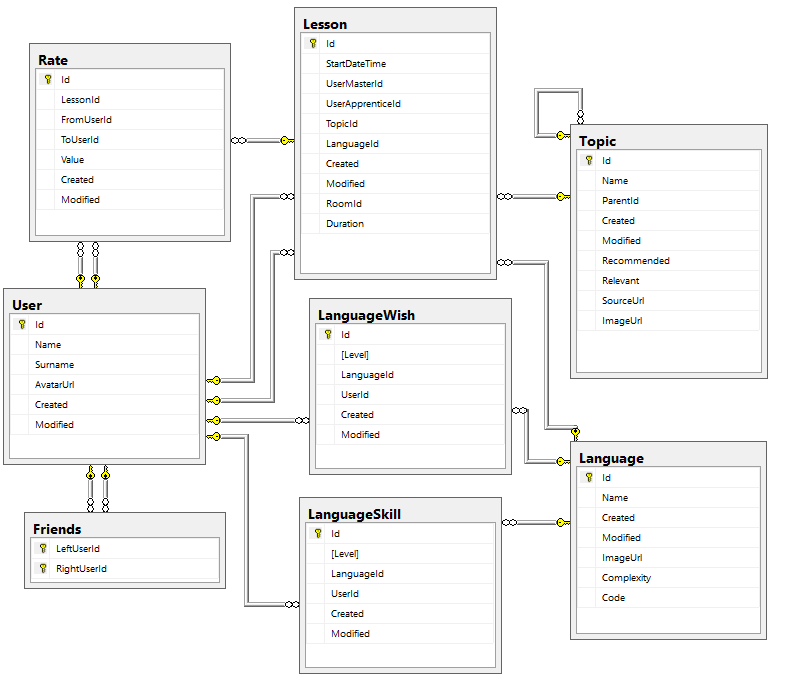 Lesson
Id
StartDateTime
UserMasterId
UserApprenticeId
TopicId
LanguageId
Created
Modified
RoomId
Duration
Rate
Id
LessonId
FromUserId
ToUserId
Value
Created
Modified
Topic
Id
Name
ParentId
Created
Modified
Recommended
Relevant
SourceUrl
ImageUrl
User
Id
Name
Surname
AvatarUrl
Created
Modified
LanguageWish
Id
[Level]
LanguageId
UserId
Created
Modified
Language
Id
Name
Created
Modified
ImageUrl
Complexity
Code
LanguageSkill
Id
[Level]
LanguageId
UserId
Created
Modified
Friends
LeftUserId
RightUserId